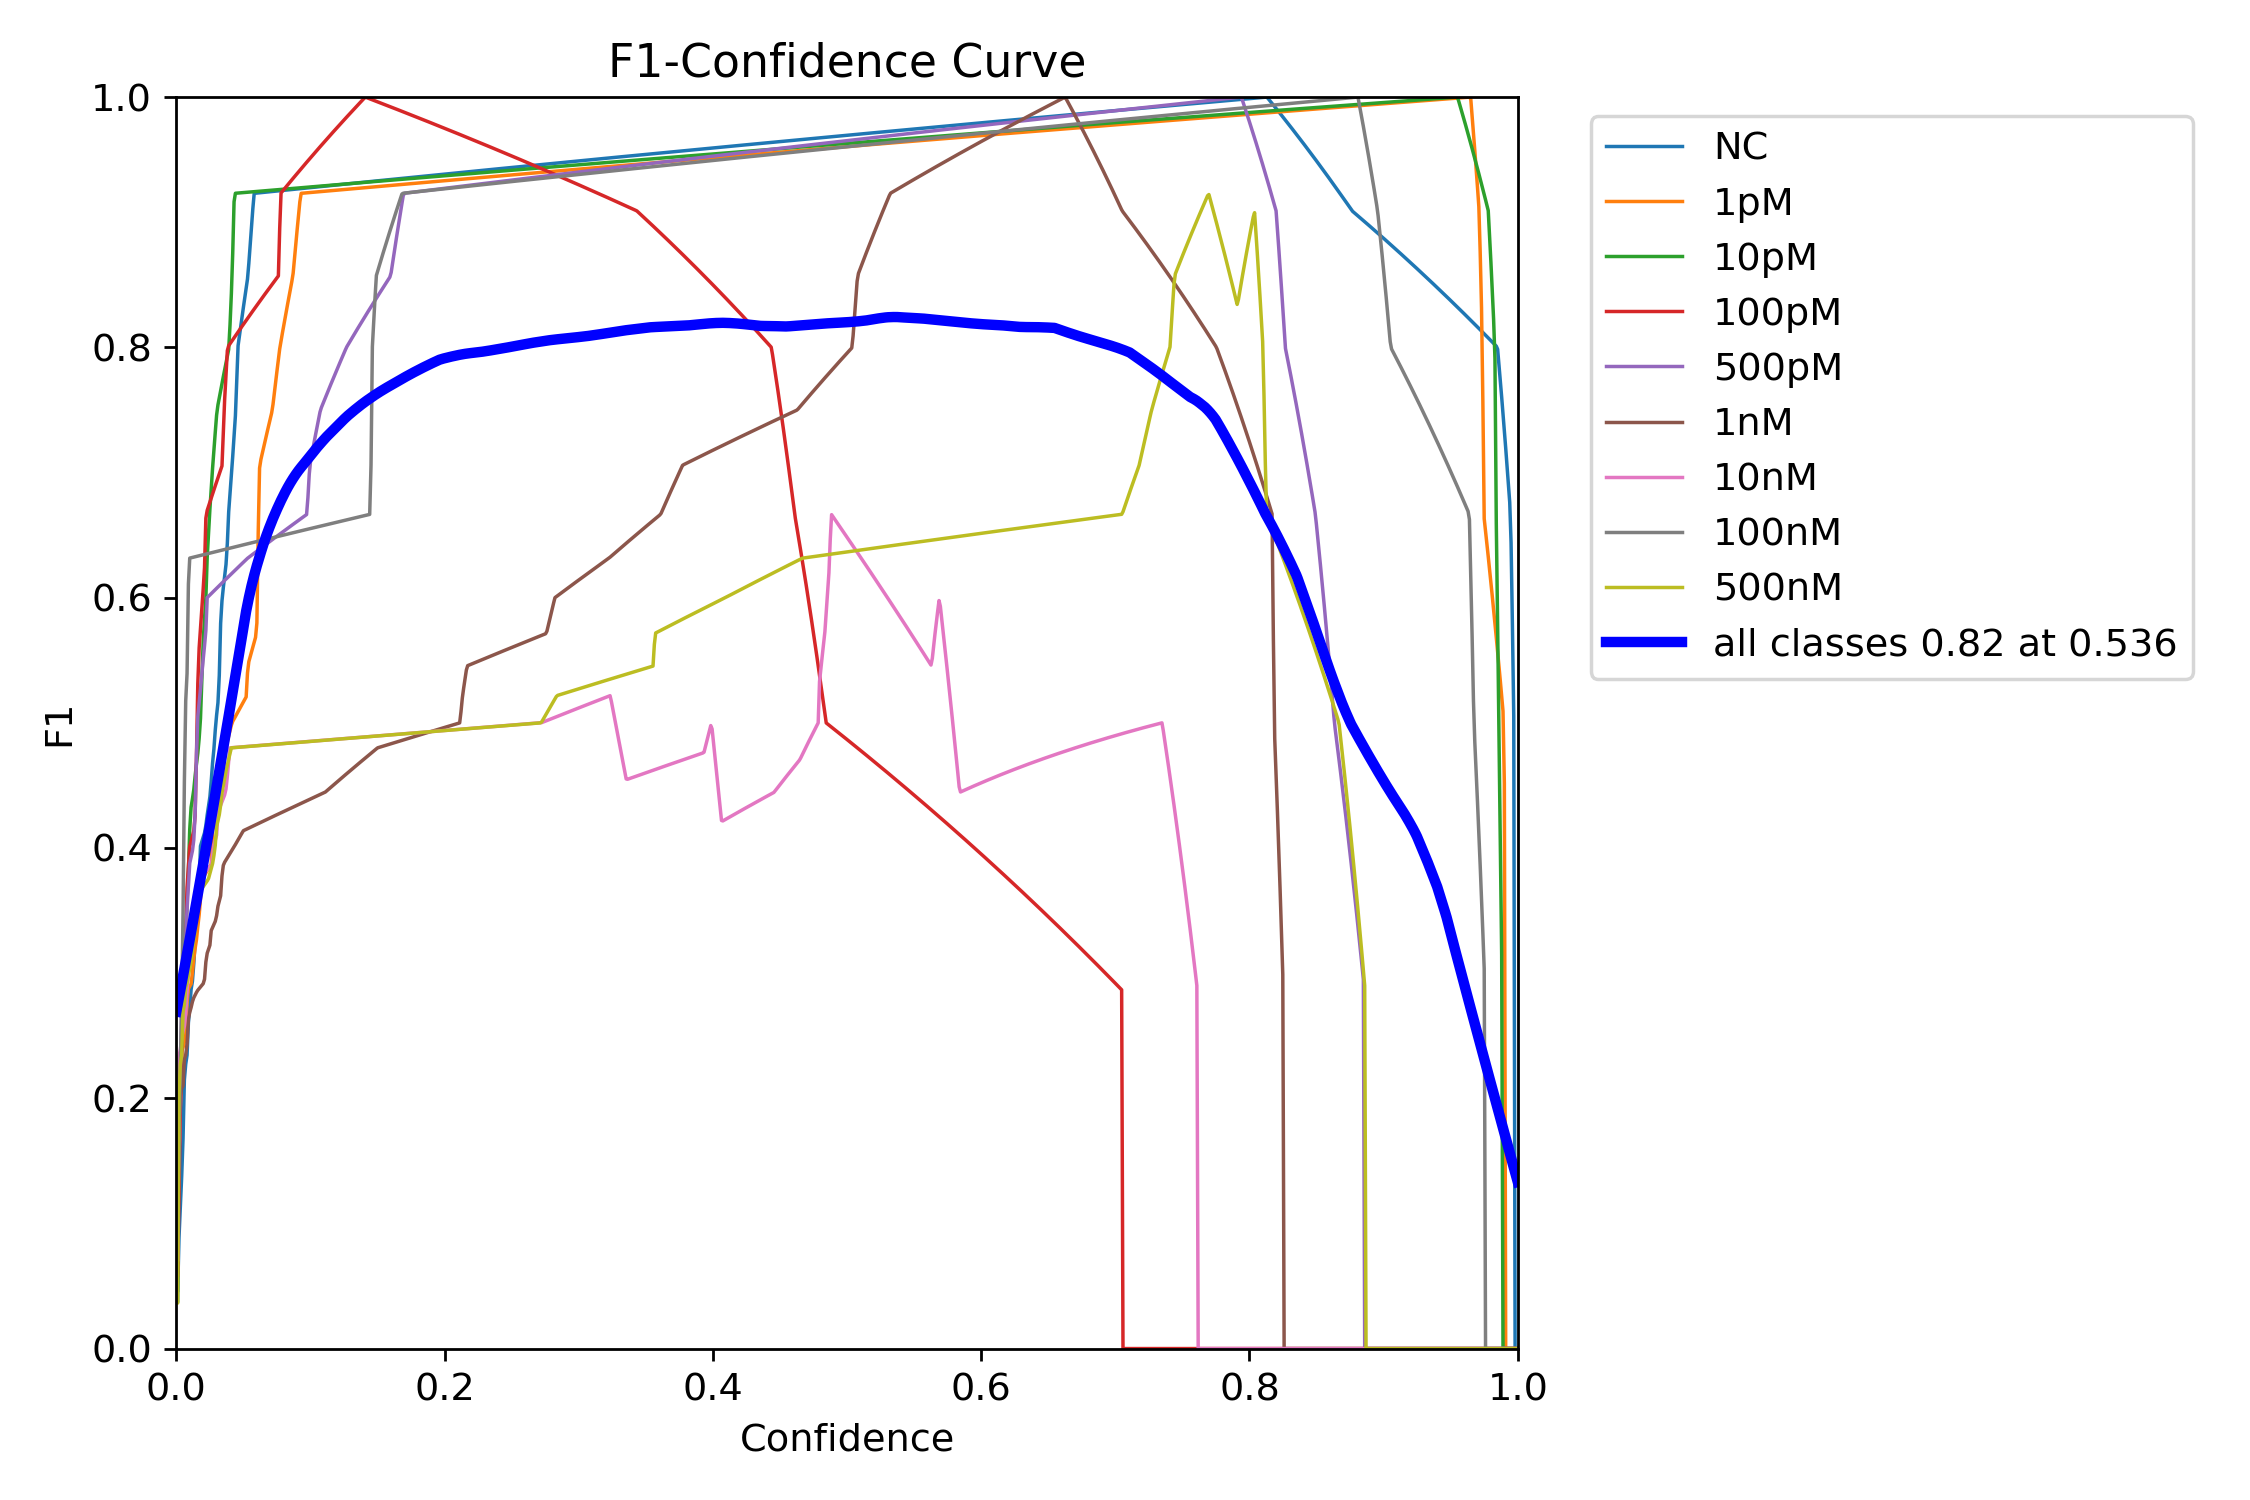 F1-Confidence Curve
1.0
0.8
0.6
0.4
0.2
0.0
F1
0.0 0.2 0.4 0.6 0.8 1.0
Confidence
NC
1pM
10pM
100pM
500pM
1nM
10nM
100nM
500nM
all classes 0.82 at 0.536